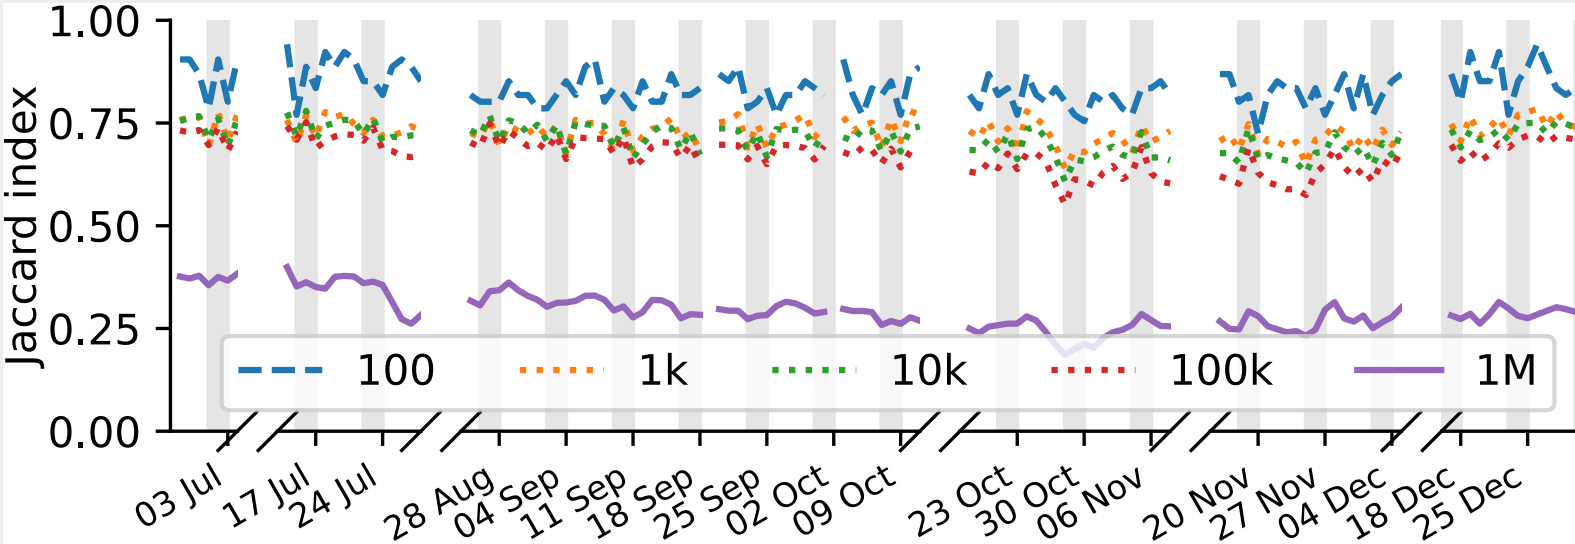 Jaccard index
1.00
0.75
0.50
0.25
0.00
100 1k 10k 100k 1M
03 Jul 17 Jul 24 Jul 28 Aug 04 Sep 11 Sep 18 Sep 25 Sep 02 Oct 09 Oct 23 Oct 30 Oct 06 Nov 20 Nov 27 Nov 04 Dec 18 Dec 25 Dec